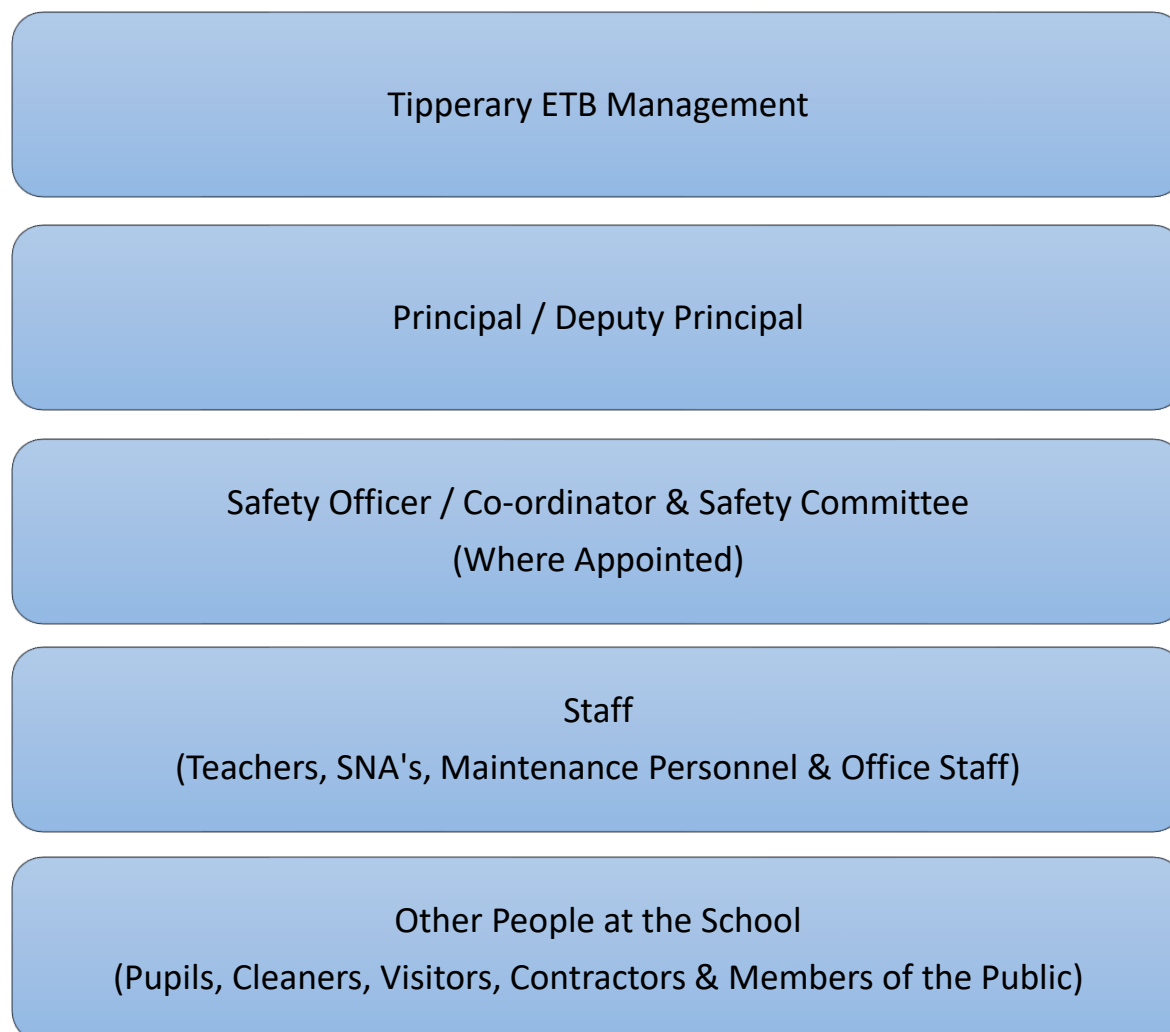 Tipperary ETB Management
Principal / Deputy Principal
Safety Officer / Co-ordinator & Safety Committee
(Where Appointed)
Staff
(Teachers, SNA's, Maintenance Personnel & Office Staff)
Other People at the School
(Pupils, Cleaners, Visitors, Contractors & Members of the Public)